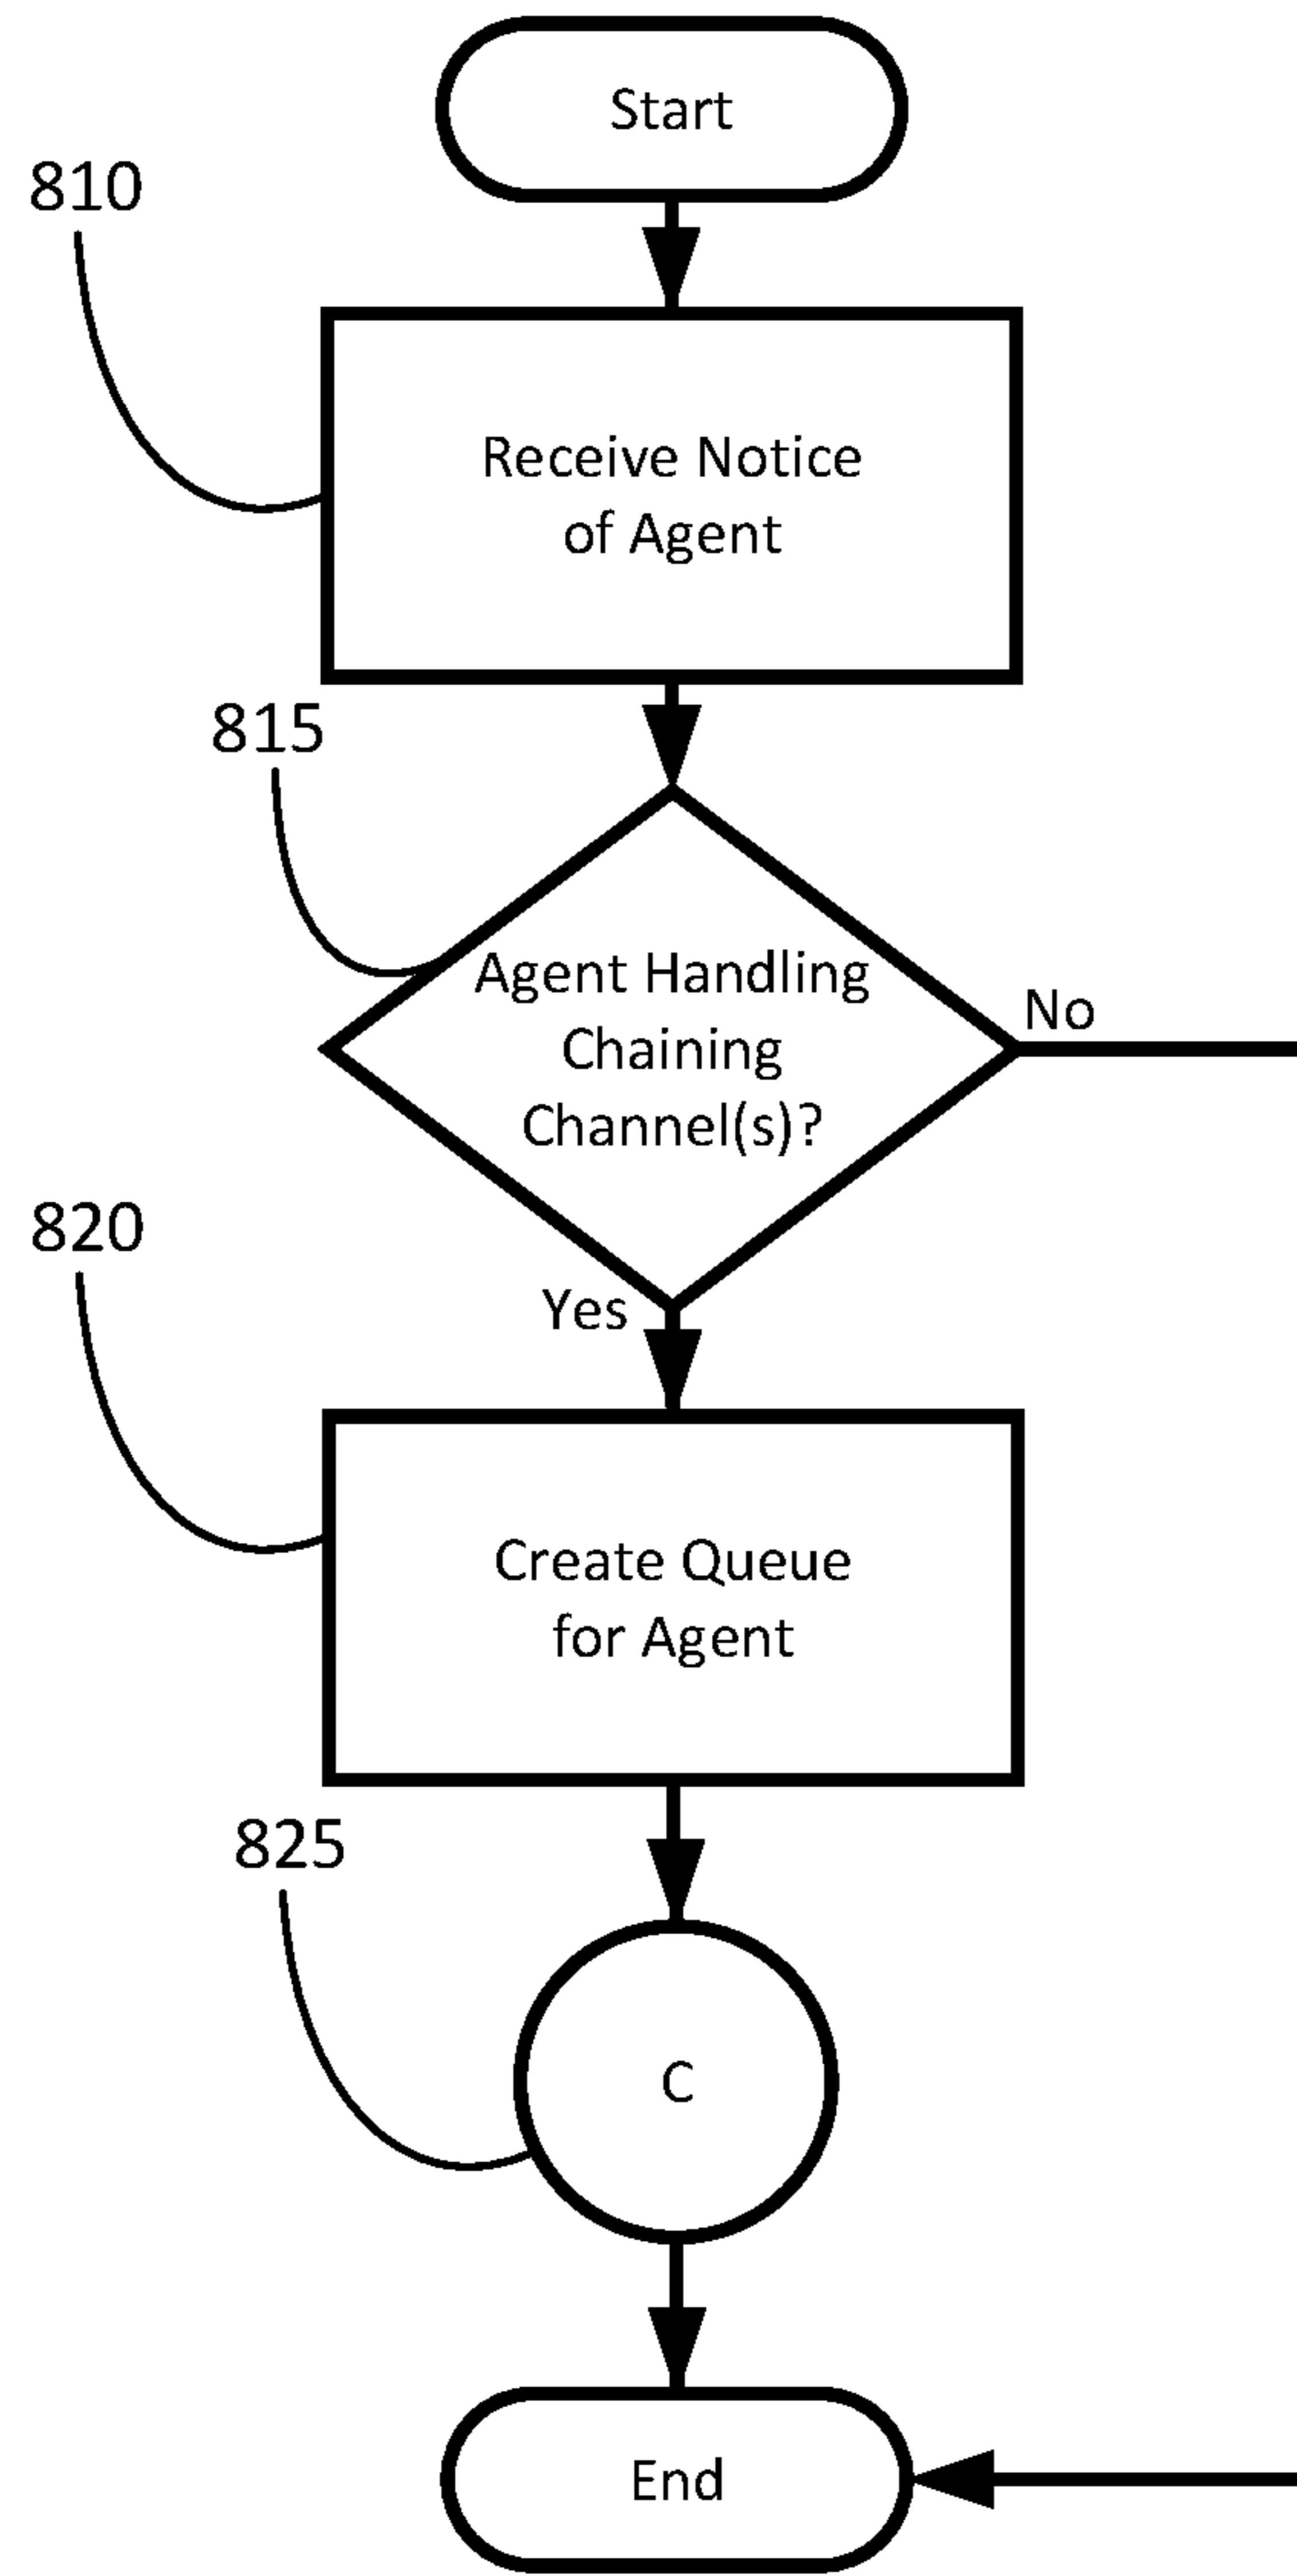 Start
810
Receive Notice
of Agent
815
Agent Handling
Chaining
Channel(s)?
No
820
Yes
Create Queue
for Agent
825
C
End